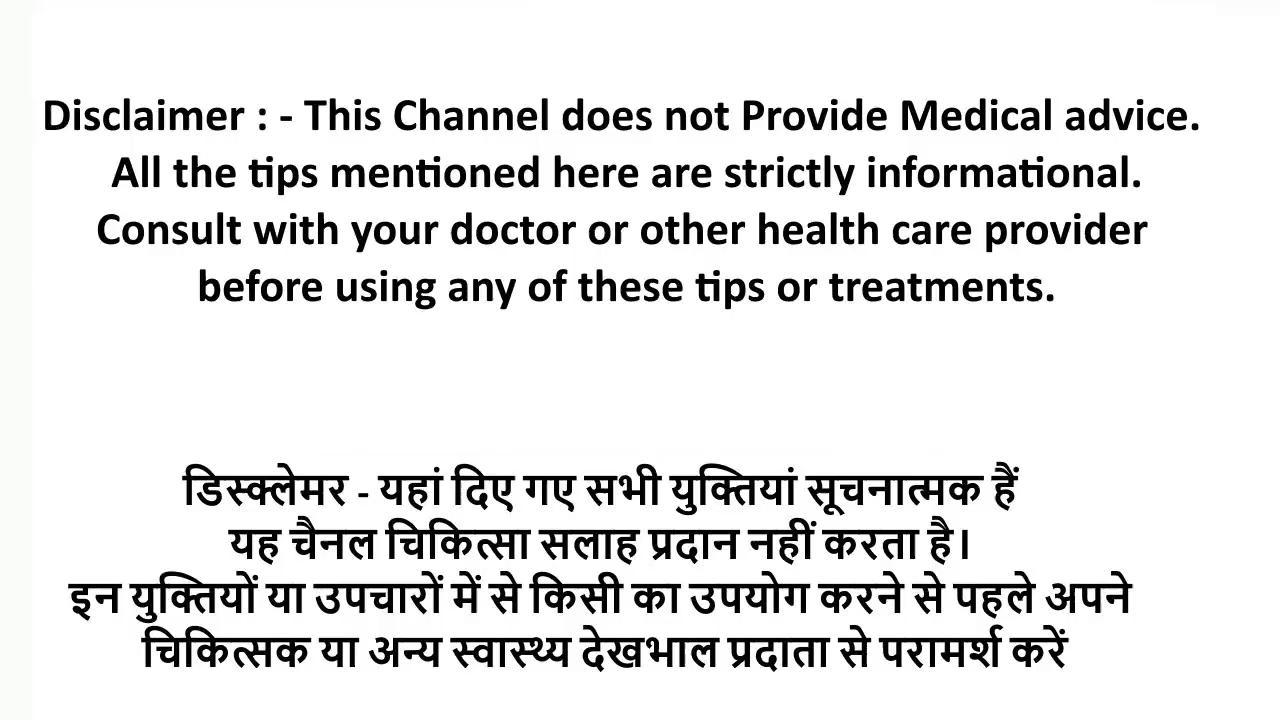 Disclaimer : - This Channel does not Provide Medical advice.
All the tips mentioned here are strictly informational.
Consult with your doctor or other health care provider
before using any of these tips or treatments.
डिस्क्लेमर - यहां दिए गए सभी युक्तियां सूचनात्मक हैं
यह चैनल चिकित्सा सलाह प्रदान नहीं करता है।
इन युक्तियों या उपचारों में से किसी का उपयोग करने से पहले अपने
चिकित्सक या अन्य स्वास्थ्य देखभाल प्रदाता से परामर्श करें